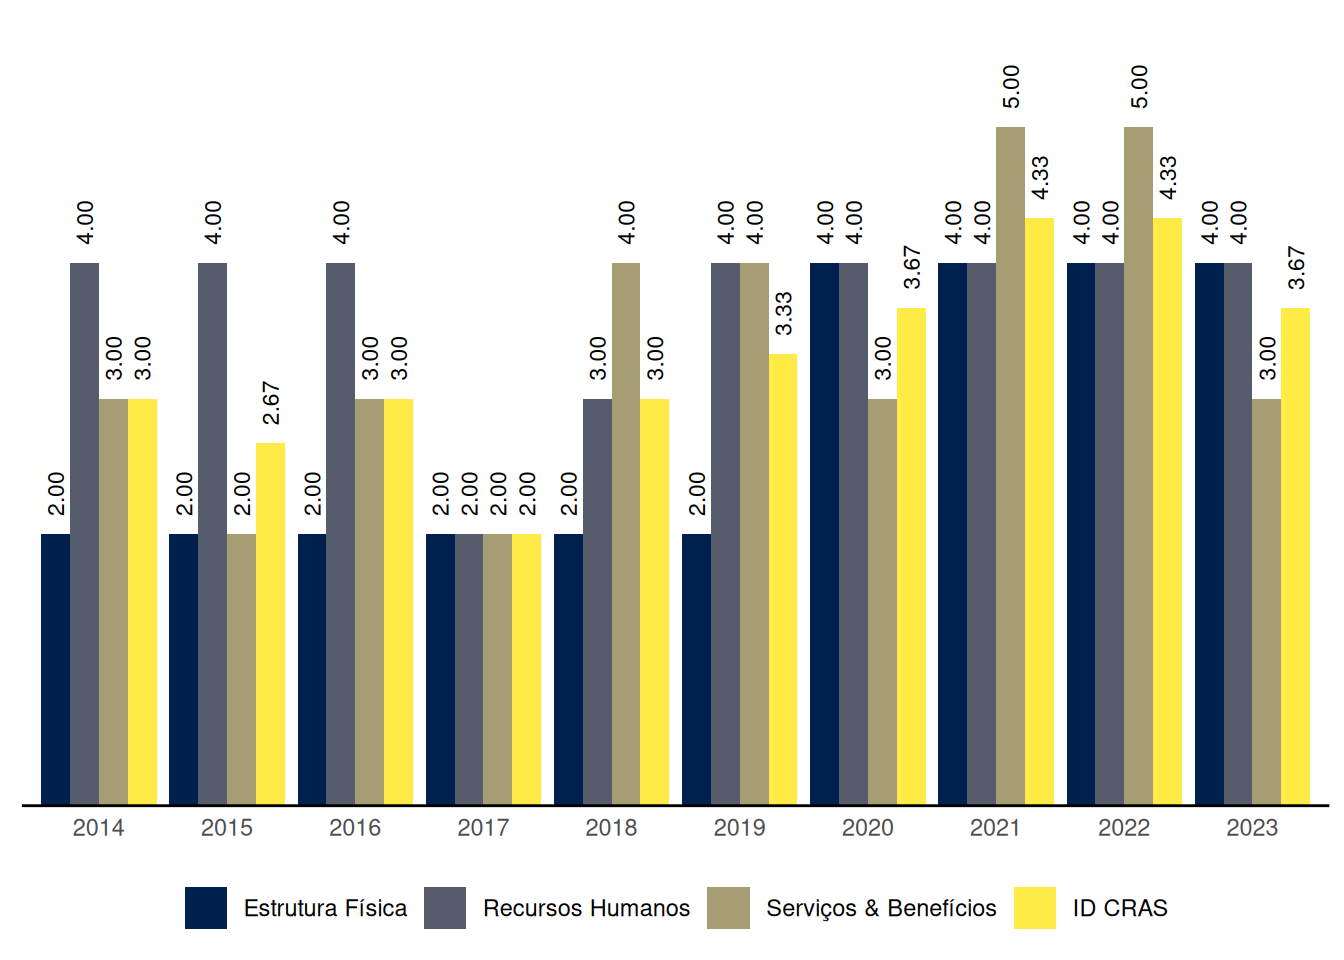 5.00 5.00
4.33 4.33
4.00 4.00 4.00 4.00 4.00 4.00 4.00 4.00 4.00 4.00 4.00 4.00 4.00 4.00
3.67 3.67
3.33
3.00 3.00 3.00 3.00 3.00 3.00 3.00 3.00
2.67
2.00 2.00 2.00 2.00 2.00 2.00 2.00 2.00 2.00 2.00
2014 2015 2016 2017 2018 2019 2020 2021 2022 2023
Estrutura Física Recursos Humanos Serviços & Benefícios ID CRAS